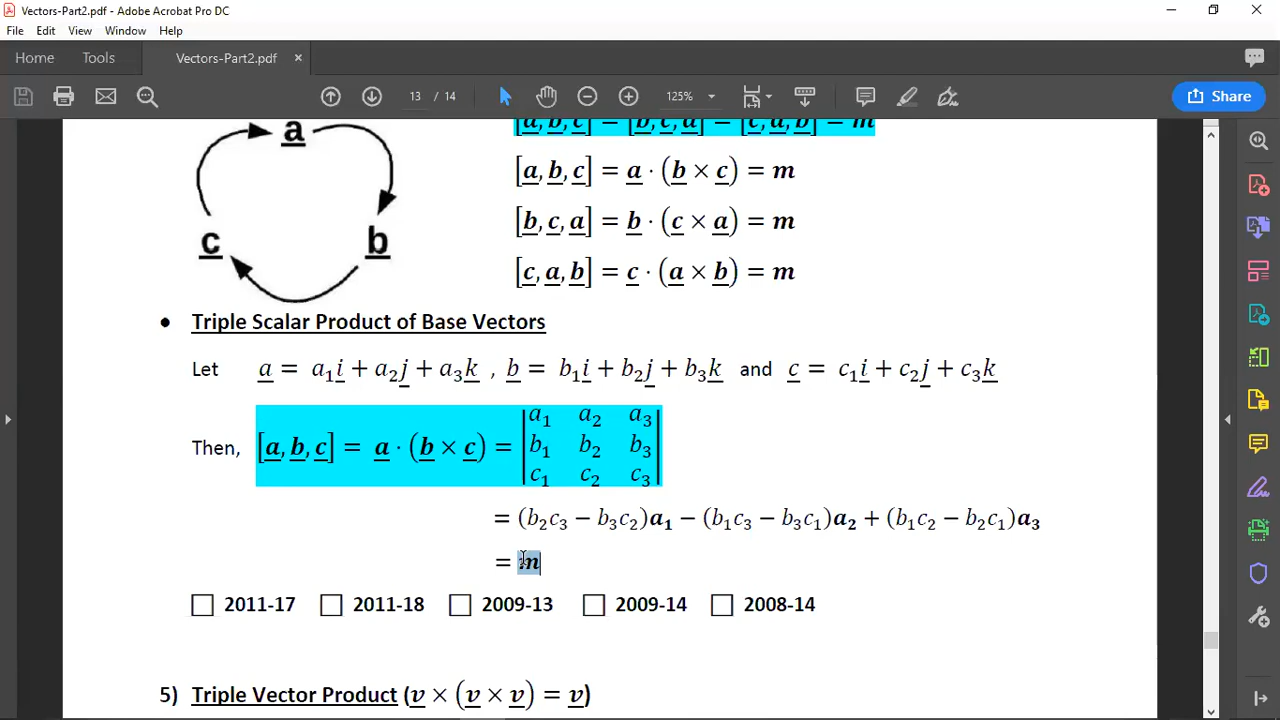 Vectors-Part2.pdf - Adobe Acrobat Pro DC
File Edit View Window Help
Home Tools Vectors-Part2.pdf ×
13 / 14 125% Share
[a, b, c] = [b, c, a] = [c, a, b] = m
a
b
c
[a, b, c] = a · (b × c) = m
[b, c, a] = b · (c × a) = m
[c, a, b] = c · (a × b) = m
• Triple Scalar Product of Base Vectors
Let a = a₁i + a₂j + a₃k , b = b₁i + b₂j + b₃k and c = c₁i + c₂j + c₃k
Then, [a, b, c] = a · (b × c) = | a₁ a₂ a₃ |
| b₁ b₂ b₃ |
| c₁ c₂ c₃ |
= (b₂c₃ − b₃c₂)a₁ − (b₁c₃ − b₃c₁)a₂ + (b₁c₂ − b₂c₁)a₃
= m
☐ 2011-17 ☐ 2011-18 ☐ 2009-13 ☐ 2009-14 ☐ 2008-14
5) Triple Vector Product (v × (v × v) = v)